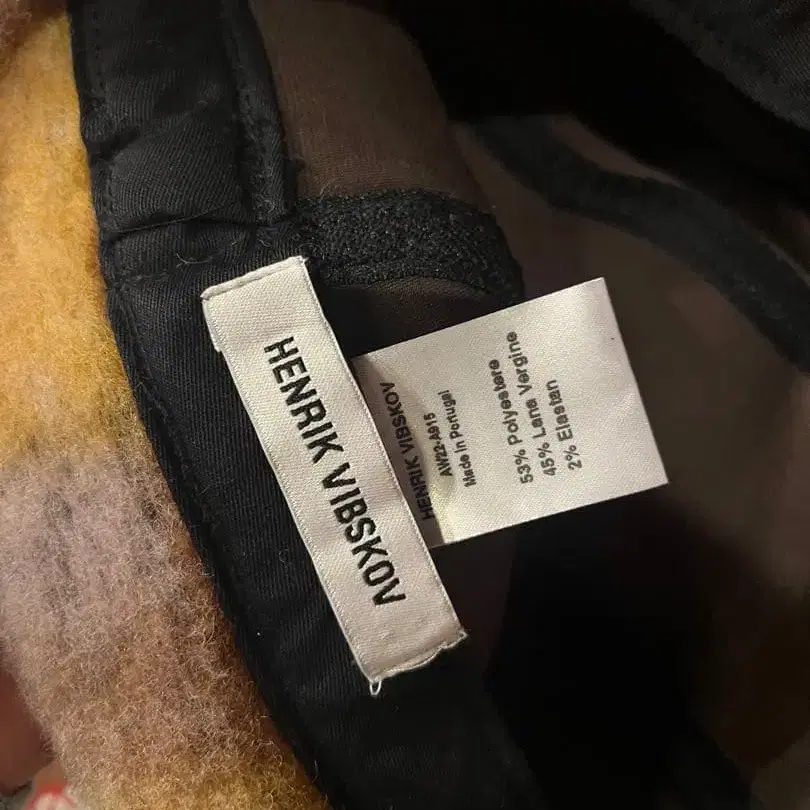 HENRIK VIBSKOV
HENRIK VIBSKOV
AW22-A915
Made in Portugal
53% Polyestere
45% Lana Vergine
2% Elastan